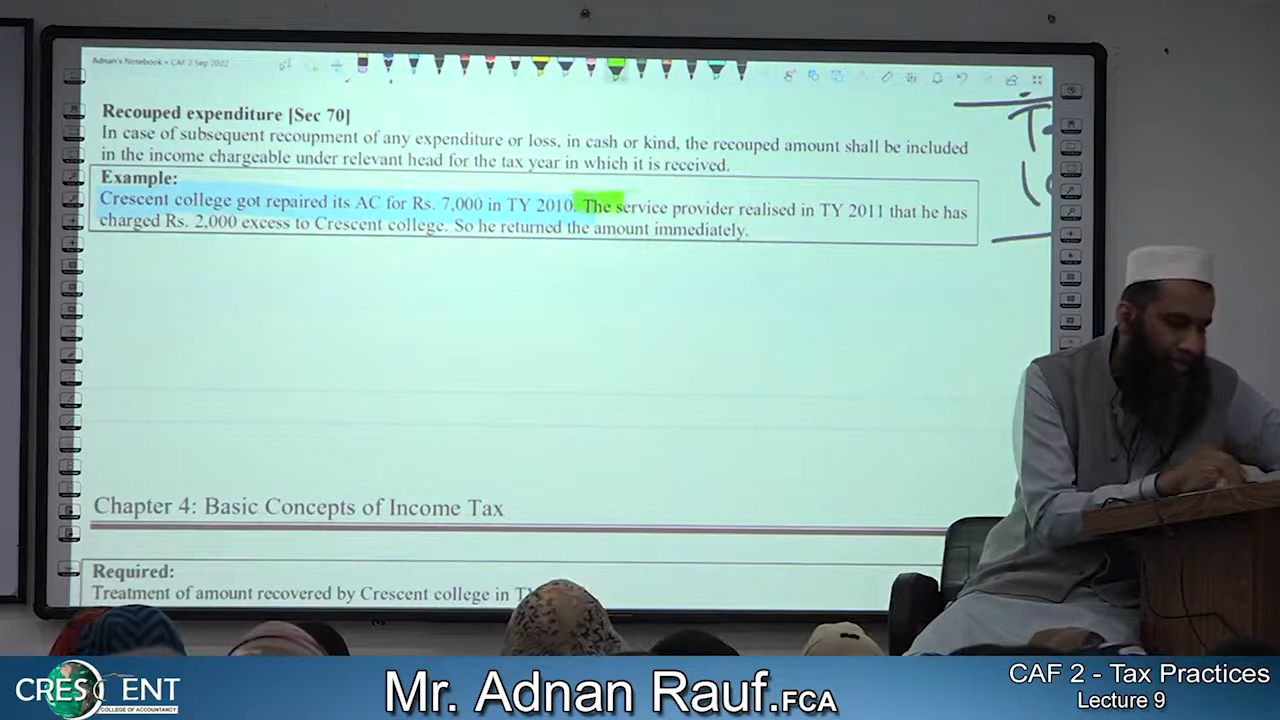 Adnan's Notebook • CAF 2 Sep 2022
Recouped expenditure [Sec 70]
In case of subsequent recoupment of any expenditure or loss, in cash or kind, the recouped amount shall be included
in the income chargeable under relevant head for the tax year in which it is received.
Example:
Crescent college got repaired its AC for Rs. 7,000 in TY 2010. The service provider realised in TY 2011 that he has
charged Rs. 2,000 excess to Crescent college. So he returned the amount immediately.
Chapter 4: Basic Concepts of Income Tax
Required:
Treatment of amount recovered by Crescent college in
CRESCENT
COLLEGE OF ACCOUNTANCY
Mr. Adnan Rauf.FCA
CAF 2 - Tax Practices
Lecture 9